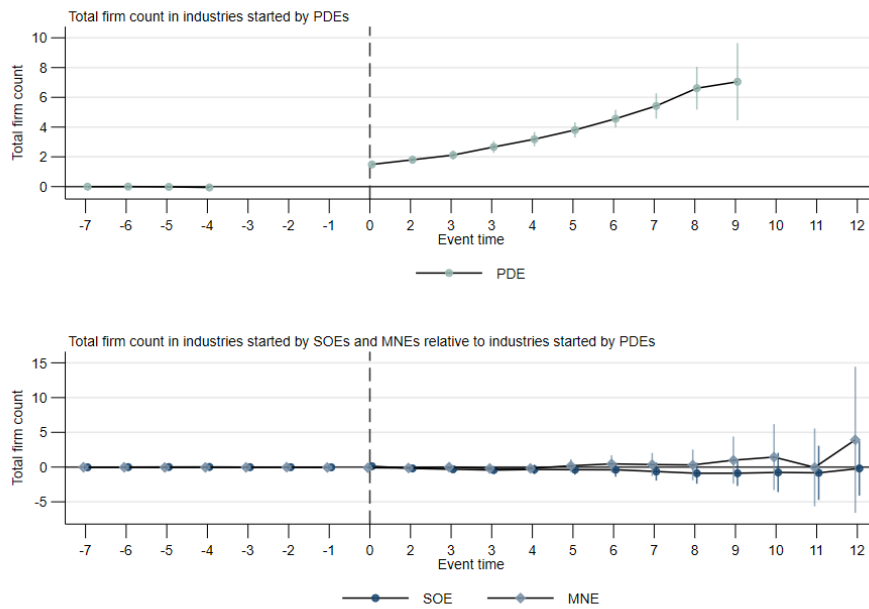 Total firm count in industries started by PDEs
Total firm count
10
8
6
4
2
0
-7 -6 -5 -4 -3 -2 -1 0 2 3 3 4 5 6 7 8 9 10 11 12
Event time
PDE
Total firm count in industries started by SOEs and MNEs relative to industries started by PDEs
Total firm count
15
10
5
0
-5
-7 -6 -5 -4 -3 -2 -1 0 2 3 3 4 5 6 7 8 9 10 11 12
Event time
SOE MNE